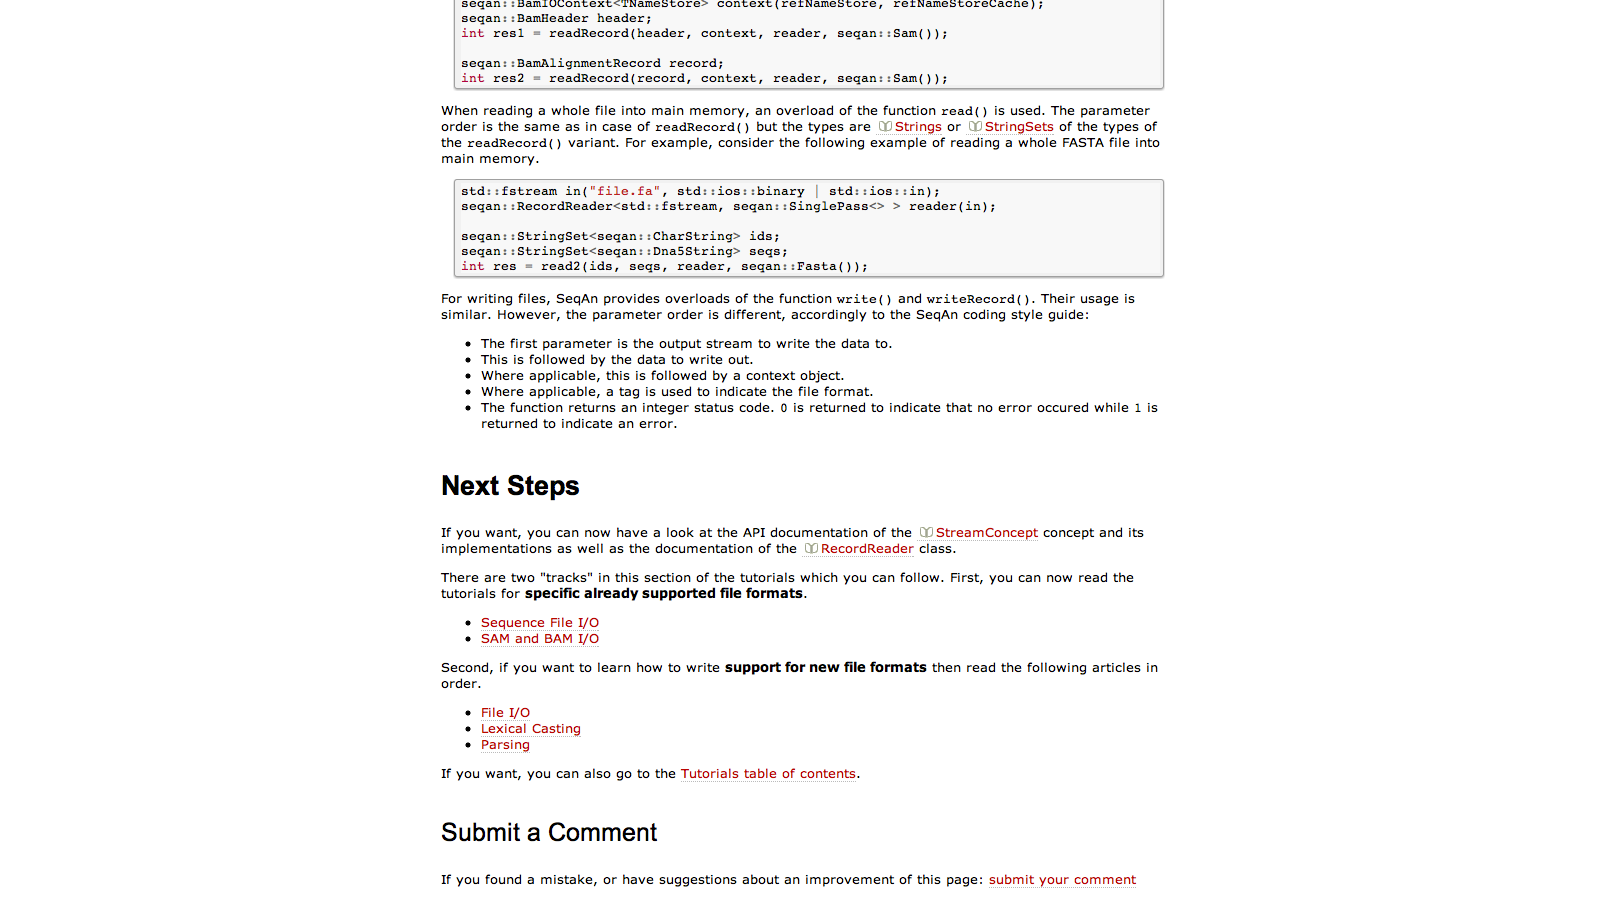 seqan::BamIOContext<TNameStore> context(refNameStore, refNameStoreCache);
seqan::BamHeader header;
int res1 = readRecord(header, context, reader, seqan::Sam());
seqan::BamAlignmentRecord record;
int res2 = readRecord(record, context, reader, seqan::Sam());
When reading a whole file into main memory, an overload of the function read() is used. The parameter
order is the same as in case of readRecord() but the types are Strings or StringSets of the types of
the readRecord() variant. For example, consider the following example of reading a whole FASTA file into
main memory.
std::fstream in("file.fa", std::ios::binary | std::ios::in);
seqan::RecordReader<std::fstream, seqan::SinglePass<> > reader(in);
seqan::StringSet<seqan::CharString> ids;
seqan::StringSet<seqan::Dna5String> seqs;
int res = read2(ids, seqs, reader, seqan::Fasta());
For writing files, SeqAn provides overloads of the function write() and writeRecord(). Their usage is
similar. However, the parameter order is different, accordingly to the SeqAn coding style guide:
• The first parameter is the output stream to write the data to.
• This is followed by the data to write out.
• Where applicable, this is followed by a context object.
• Where applicable, a tag is used to indicate the file format.
• The function returns an integer status code. 0 is returned to indicate that no error occured while 1 is
returned to indicate an error.
Next Steps
If you want, you can now have a look at the API documentation of the StreamConcept concept and its
implementations as well as the documentation of the RecordReader class.
There are two "tracks" in this section of the tutorials which you can follow. First, you can now read the
tutorials for specific already supported file formats.
• Sequence File I/O
• SAM and BAM I/O
Second, if you want to learn how to write support for new file formats then read the following articles in
order.
• File I/O
• Lexical Casting
• Parsing
If you want, you can also go to the Tutorials table of contents.
Submit a Comment
If you found a mistake, or have suggestions about an improvement of this page: submit your comment